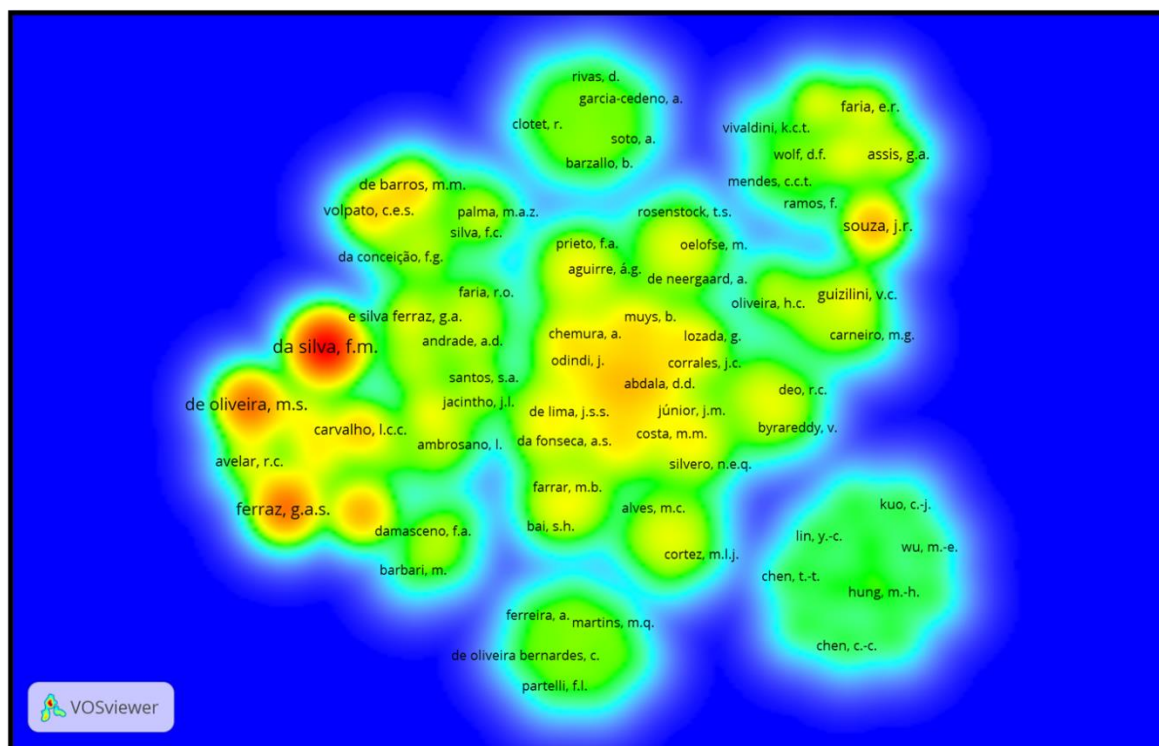 rivas, d.
garcia-cedeno, a.
clotet, r.
soto, a.
barzallo, b.
faria, e.r.
vivaldini, k.c.t.
wolf, d.f.
assis, g.a.
mendes, c.c.t.
ramos, f.
souza, j.r.
de barros, m.m.
volpato, c.e.s.
palma, m.a.z.
silva, f.c.
da conceição, f.g.
rosenstock, t.s.
prieto, f.a.
oelofse, m.
aguirre, á.g.
de neergaard, a.
faria, r.o.
oliveira, h.c.
guizilini, v.c.
e silva ferraz, g.a.
muys, b.
carneiro, m.g.
chemura, a.
lozada, g.
andrade, a.d.
da silva, f.m.
odindi, j.
corrales, j.c.
santos, s.a.
abdala, d.d.
deo, r.c.
jacintho, j.l.
de oliveira, m.s.
de lima, j.s.s.
júnior, j.m.
carvalho, l.c.c.
byrareddy, v.
costa, m.m.
ambrosano, l.
da fonseca, a.s.
avelar, r.c.
silvero, n.e.q.
farrar, m.b.
kuo, c.-j.
ferraz, g.a.s.
alves, m.c.
bai, s.h.
damasceno, f.a.
lin, y.-c.
wu, m.-e.
cortez, m.l.j.
barbari, m.
chen, t.-t.
hung, m.-h.
ferreira, a.
martins, m.q.
chen, c.-c.
de oliveira bernardes, c.
partelli, f.l.
VOSviewer